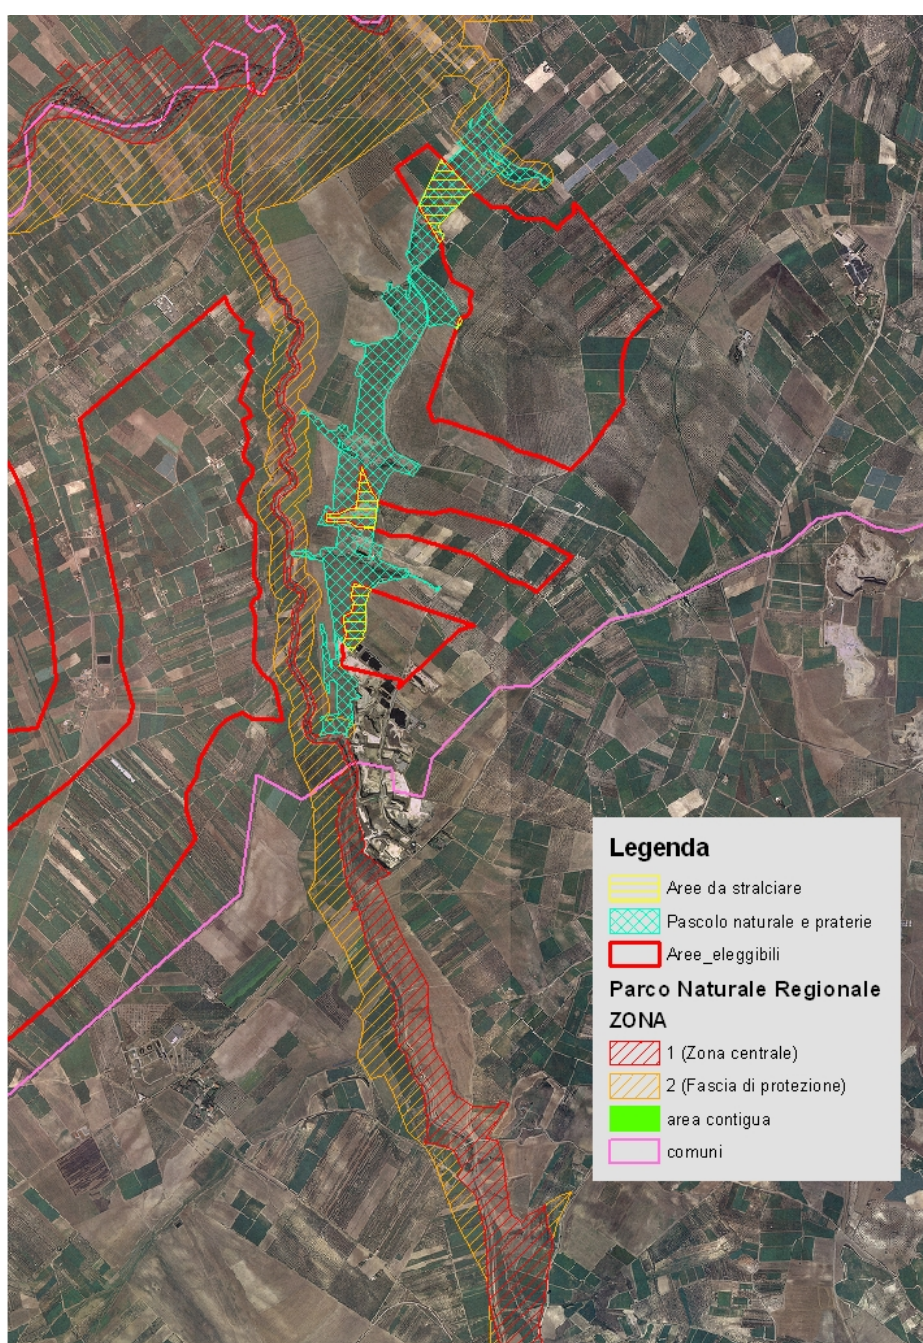 Legenda
Aree da stralciare
Pascolo naturale e praterie
Aree_eleggibili
Parco Naturale Regionale
ZONA
1 (Zona centrale)
2 (Fascia di protezione)
area contigua
comuni